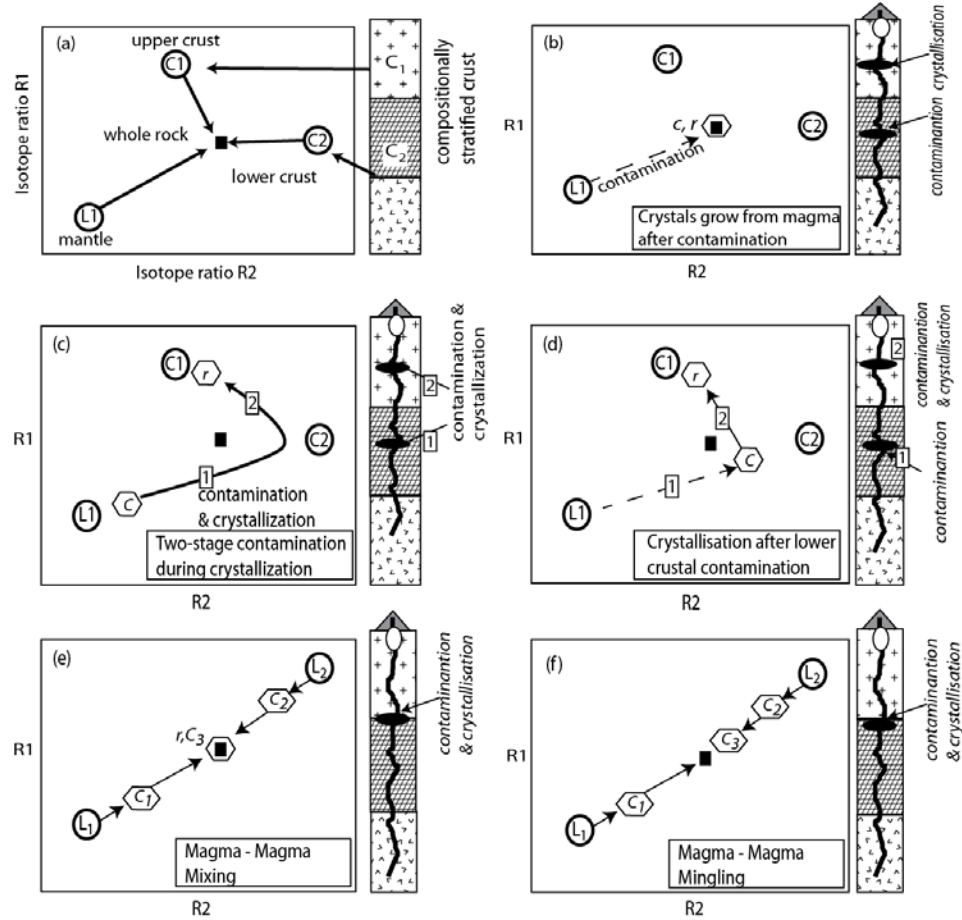 (a)
upper crust
C1
Isotope ratio R1
whole rock
C2
lower crust
L1
mantle
Isotope ratio R2
C1
C2
compositionally
stratified crust
(b)
C1
R1
c, r
C2
contamination
L1
Crystals grow from magma
after contamination
R2
contaminantion crystallisation
(c)
C1
r
2
R1
C2
1
c
L1
contamination
& crystallization
Two-stage contamination
during crystallization
R2
2
1
contamination &
crystallization
(d)
C1
r
2
R1
C2
c
1
L1
Crystallisation after lower
crustal contamination
R2
2
1
contaminantion
& crystallisation
contaminantion
(e)
L2
C2
R1
r,C3
C1
L1
Magma - Magma
Mixing
R2
contaminantion
& crystallisation
(f)
L2
C2
R1
C3
C1
L1
Magma - Magma
Mingling
R2
contaminantion
& crystallisation